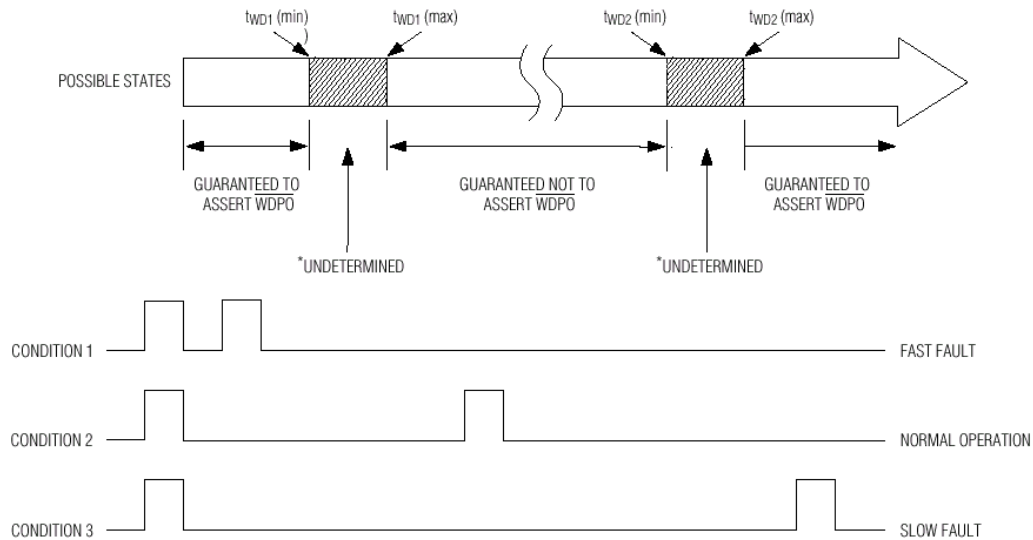 tWD1 (min)
)
tWD1 (max)
tWD2 (min)
tWD2 (max)
POSSIBLE STATES
GUARANTEED TO
ASSERT WDPO
GUARANTEED NOT TO
ASSERT WDPO
GUARANTEED TO
ASSERT WDPO
*UNDETERMINED
*UNDETERMINED
CONDITION 1
FAST FAULT
CONDITION 2
NORMAL OPERATION
CONDITION 3
SLOW FAULT